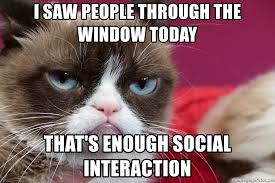 I SAW PEOPLE THROUGH THE
WINDOW TODAY
THAT'S ENOUGH SOCIAL
INTERACTION